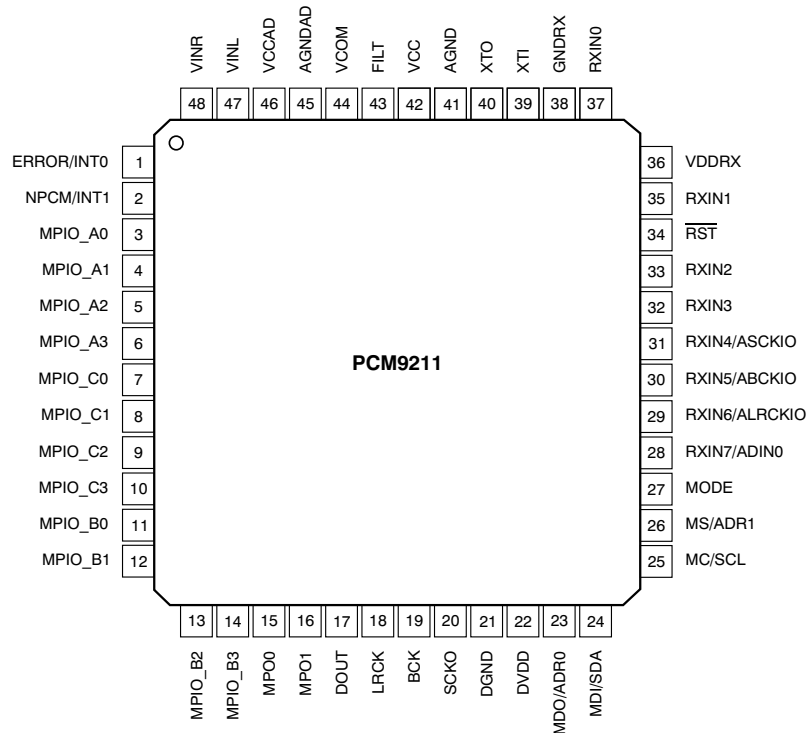 VINR
VINL
VCCAD
AGNDAD
VCOM
FILT
VCC
AGND
XTO
XTI
GNDRX
RXIN0
48 47 46 45 44 43 42 41 40 39 38 37
ERROR/INT0 1
NPCM/INT1 2
MPIO_A0 3
MPIO_A1 4
MPIO_A2 5
MPIO_A3 6
MPIO_C0 7
MPIO_C1 8
MPIO_C2 9
MPIO_C3 10
MPIO_B0 11
MPIO_B1 12
PCM9211
36 VDDRX
35 RXIN1
34 RST
33 RXIN2
32 RXIN3
31 RXIN4/ASCKIO
30 RXIN5/ABCKIO
29 RXIN6/ALRCKIO
28 RXIN7/ADIN0
27 MODE
26 MS/ADR1
25 MC/SCL
13 14 15 16 17 18 19 20 21 22 23 24
MPIO_B2
MPIO_B3
MPO0
MPO1
DOUT
LRCK
BCK
SCKO
DGND
DVDD
MDO/ADR0
MDI/SDA